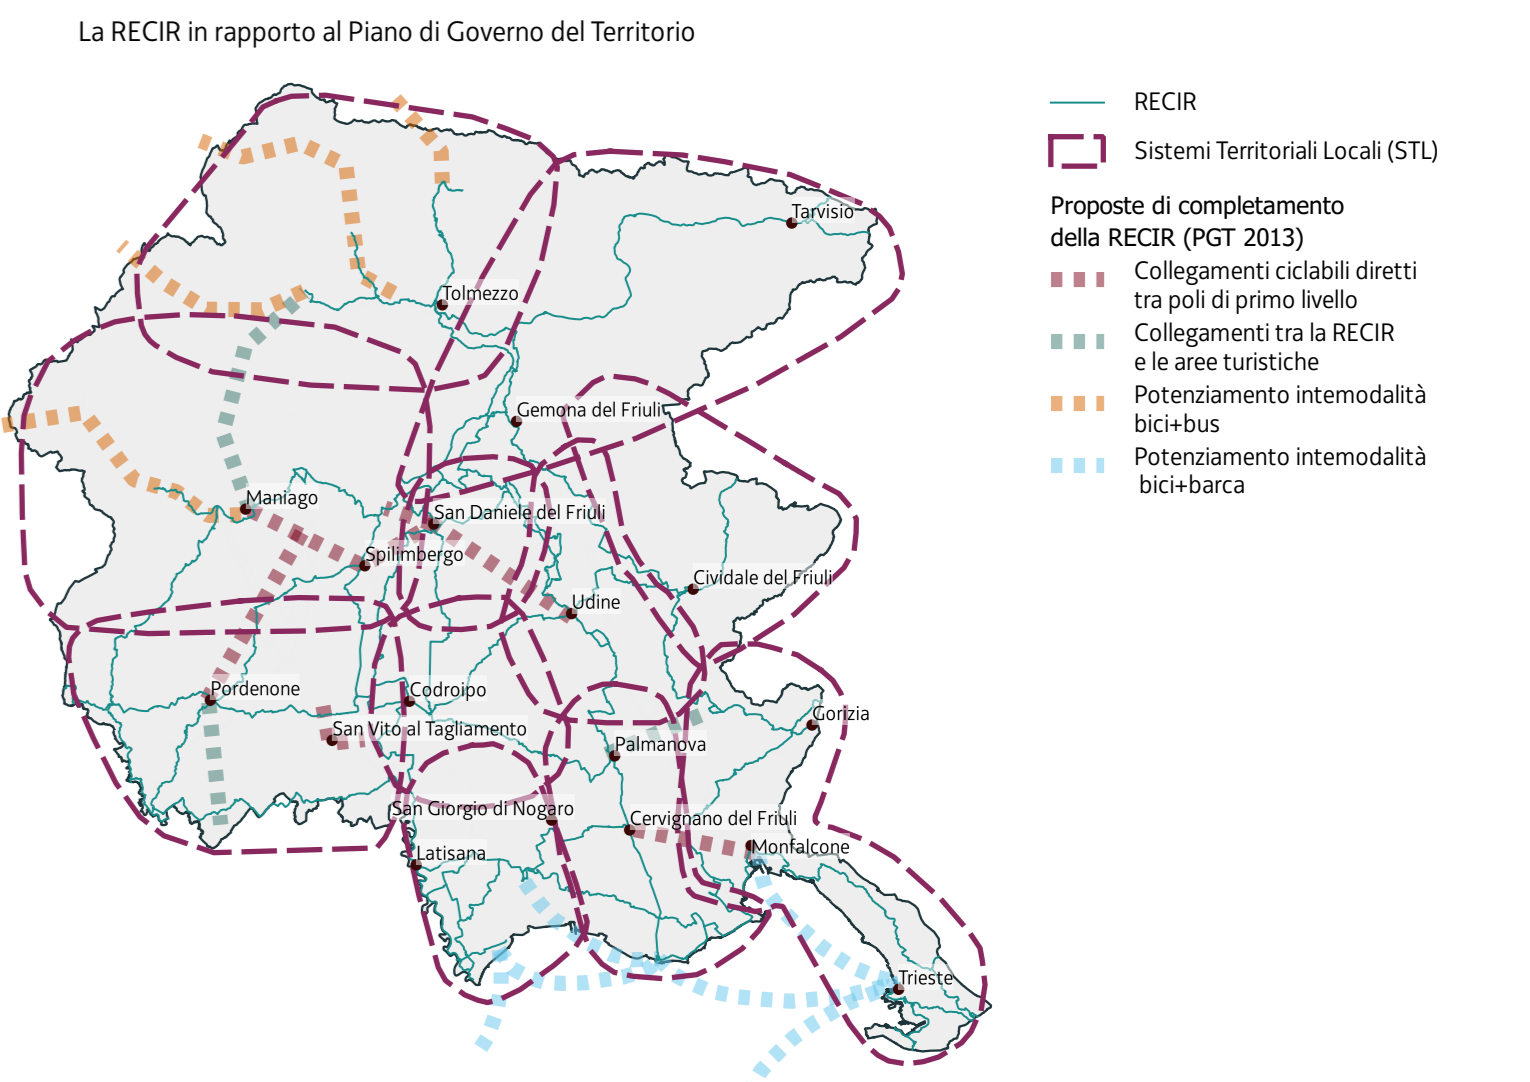 La RECIR in rapporto al Piano di Governo del Territorio
RECIR
Sistemi Territoriali Locali (STL)
Proposte di completamento
della RECIR (PGT 2013)
Collegamenti ciclabili diretti
tra poli di primo livello
Collegamenti tra la RECIR
e le aree turistiche
Potenziamento intemodalità
bici+bus
Potenziamento intemodalità
bici+barca
Tarvisio
Tolmezzo
Gemona del Friuli
Maniago
San Daniele del Friuli
Spilimbergo
Cividale del Friuli
Udine
Pordenone
Codroipo
Gorizia
San Vito al Tagliamento
Palmanova
San Giorgio di Nogaro
Cervignano del Friuli
Monfalcone
Latisana
Trieste